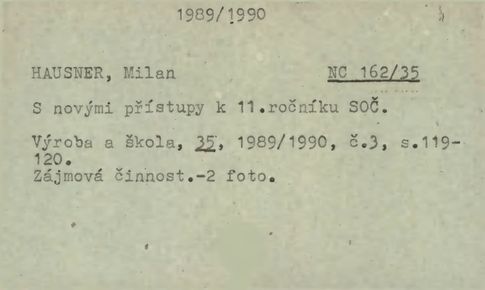 1989/1990
HAUSNER, Milan NC 162/35
S novými přístupy k 11.ročníku SOČ.
Výroba a škola, 35, 1989/1990, č.3, s.119-
120.
Zájmová činnost.-2 foto.